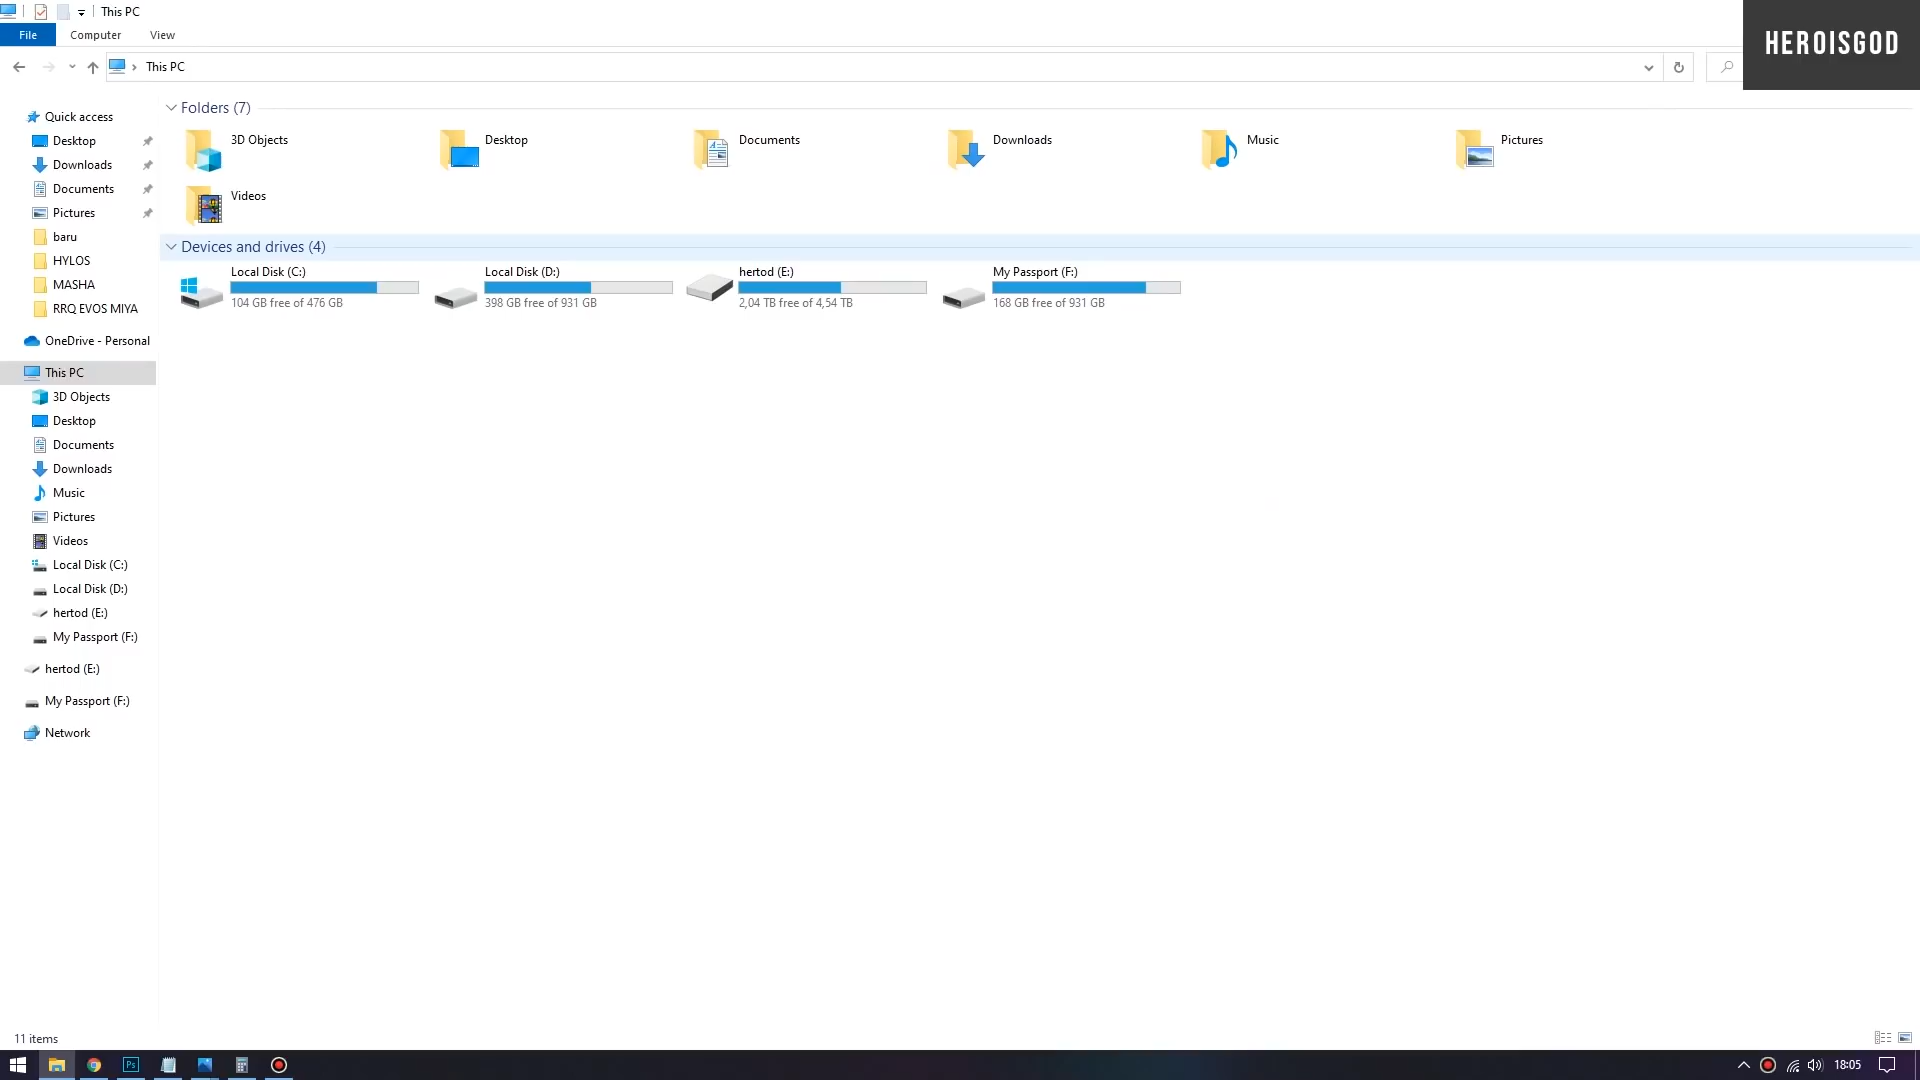 This PC
File Computer View
HEROISGOD
This PC
Quick access
Desktop
Downloads
Documents
Pictures
baru
HYLOS
MASHA
RRQ EVOS MIYA
OneDrive - Personal
This PC
3D Objects
Desktop
Documents
Downloads
Music
Pictures
Videos
Local Disk (C:)
Local Disk (D:)
hertod (E:)
My Passport (F:)
hertod (E:)
My Passport (F:)
Network
Folders (7)
3D Objects
Desktop
Documents
Downloads
Music
Pictures
Videos
Devices and drives (4)
Local Disk (C:)
104 GB free of 476 GB
Local Disk (D:)
398 GB free of 931 GB
hertod (E:)
2,04 TB free of 4,54 TB
My Passport (F:)
168 GB free of 931 GB
11 items
Ps
18:05